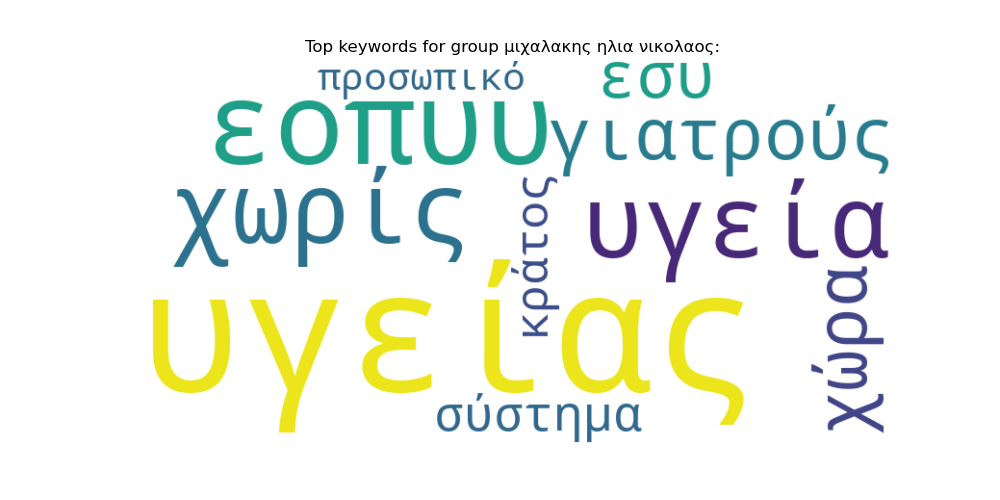 Top keywords for group μιχαλακης ηλια νικολαος:
προσωπικό
εσυ
εοπυυ
γιατρούς
χωρίς
κράτος
υγεία
υγείας
χώρα
σύστημα